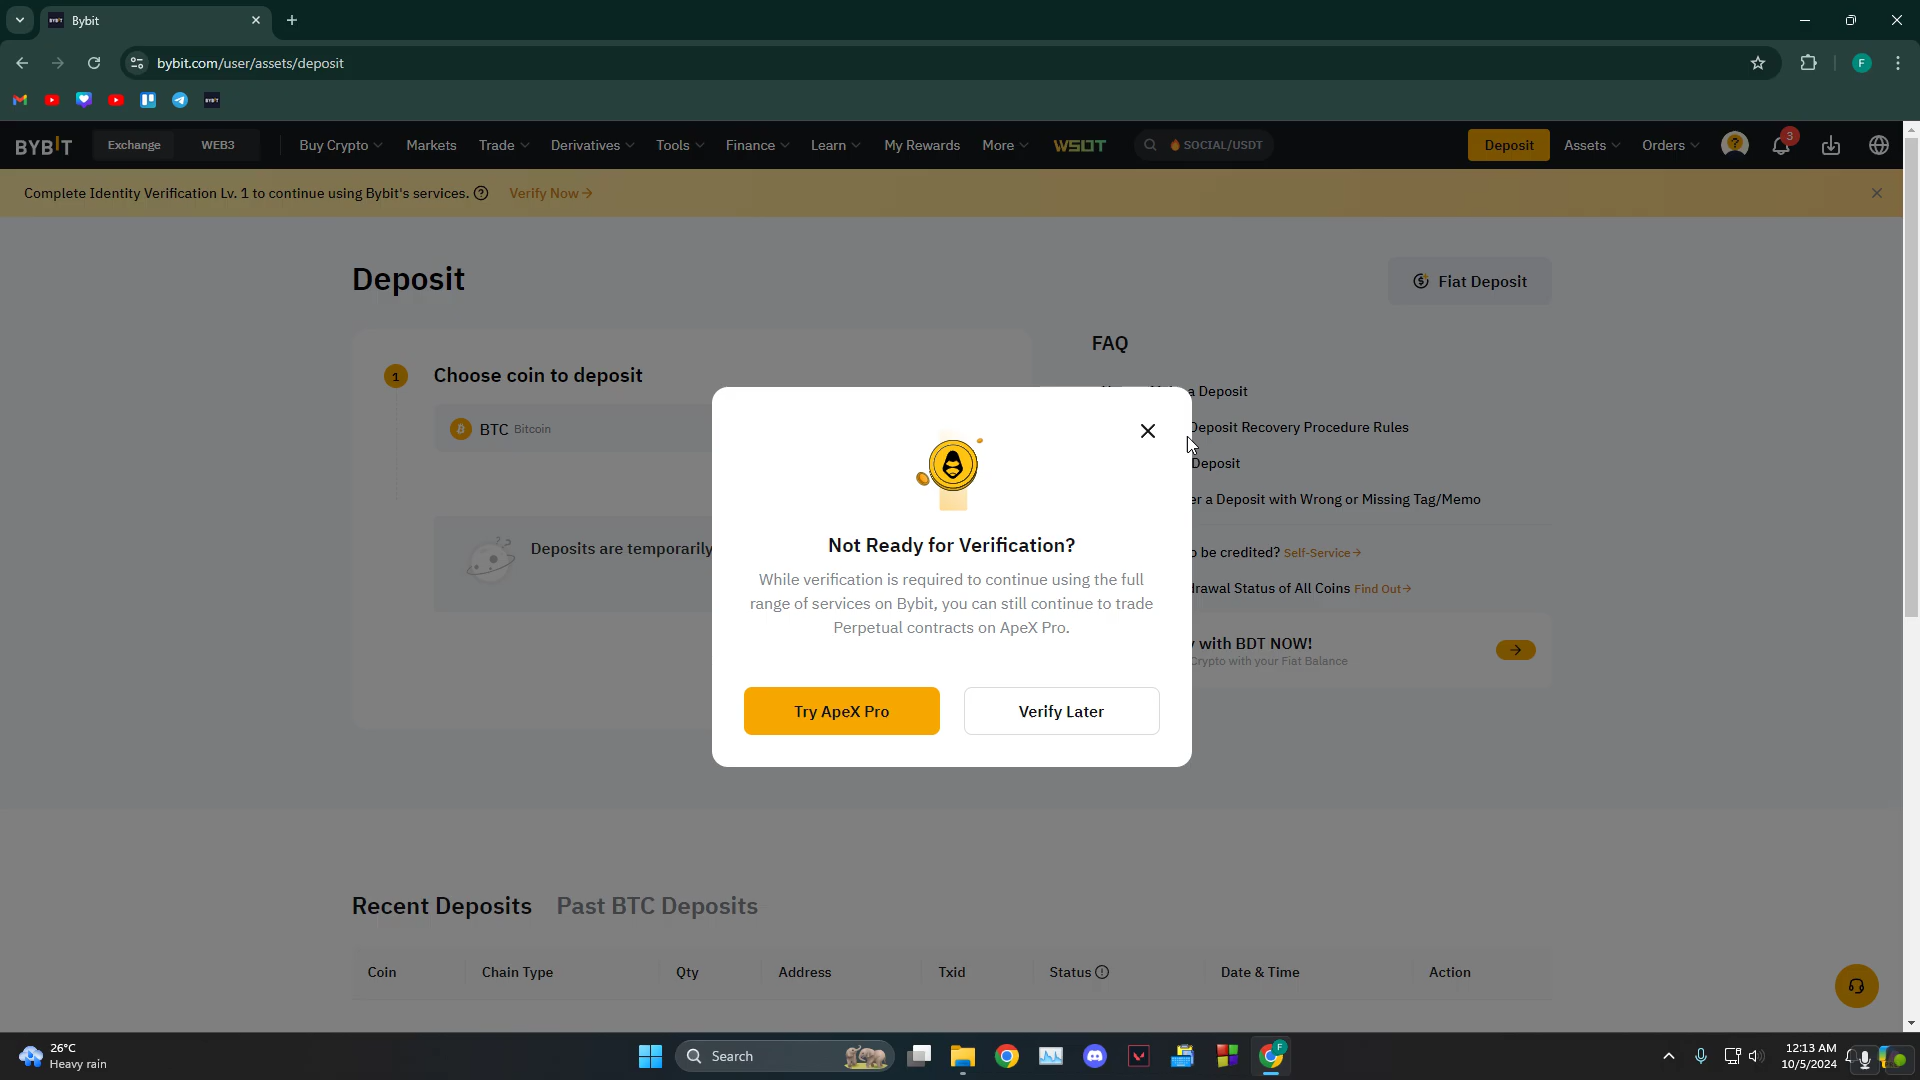 Bybit
bybit.com/user/assets/deposit
F
BYBIT Exchange WEB3 Buy Crypto Markets Trade Derivatives Tools Finance Learn My Rewards More WSOT SOCIAL/USDT Deposit Assets 3 Orders
Complete Identity Verification Lv. 1 to continue using Bybit's services. Verify Now
Deposit
Fiat Deposit
FAQ
1 Choose coin to deposit
a Deposit
BTC Bitcoin
Deposit Recovery Procedure Rules
Deposit
er a Deposit with Wrong or Missing Tag/Memo
Deposits are temporarily
o be credited? Self-Service
drawal Status of All Coins Find Out
y with BDT NOW!
Crypto with your Fiat Balance
Not Ready for Verification?
While verification is required to continue using the full
range of services on Bybit, you can still continue to trade
Perpetual contracts on ApeX Pro.
Try ApeX Pro
Verify Later
Recent Deposits Past BTC Deposits
Coin Chain Type Qty Address Txid Status Date & Time Action
26°C
Heavy rain
Search
F
12:13 AM
10/5/2024